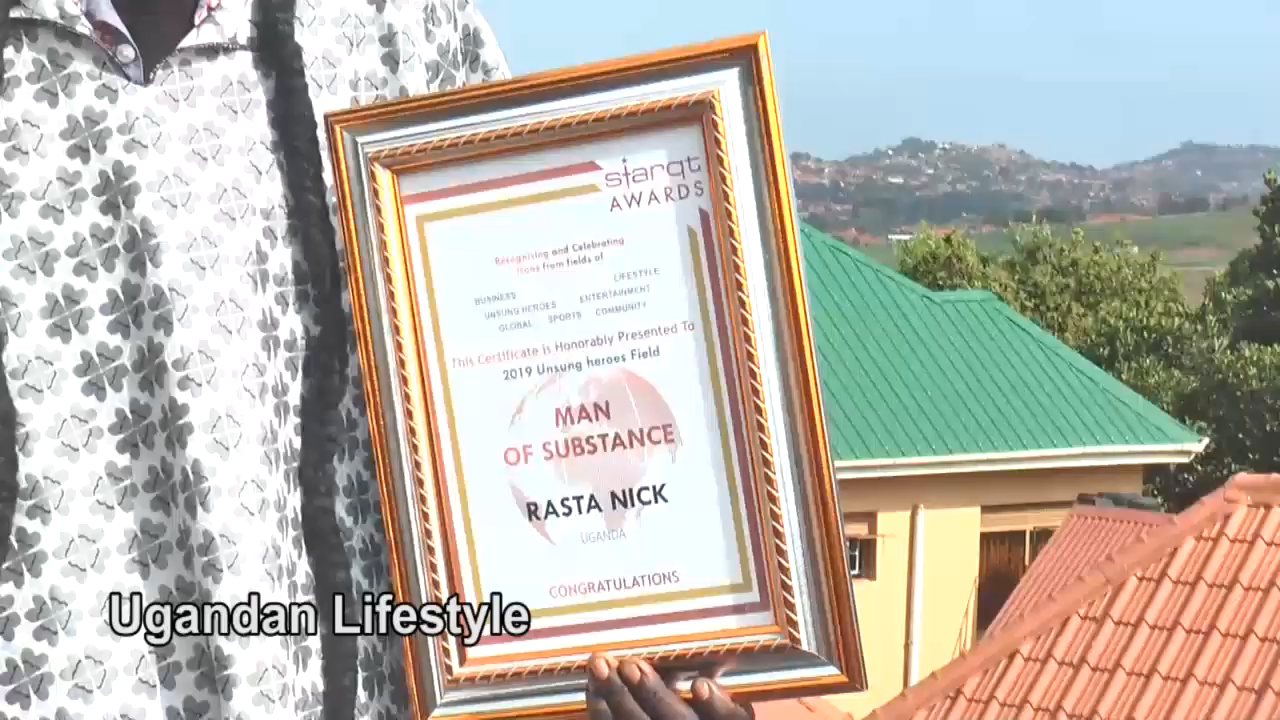 starqt
AWARDS
Recognising and Celebrating
Icons from fields of
LIFESTYLE
BUSINESS
ENTERTAINMENT
UNSUNG HEROES
GLOBAL SPORTS COMMUNITY
This Certificate is Honorably Presented To
2019 Unsung heroes Field
MAN
OF SUBSTANCE
RASTA NICK
UGANDA
CONGRATULATIONS
Ugandan Lifestyle